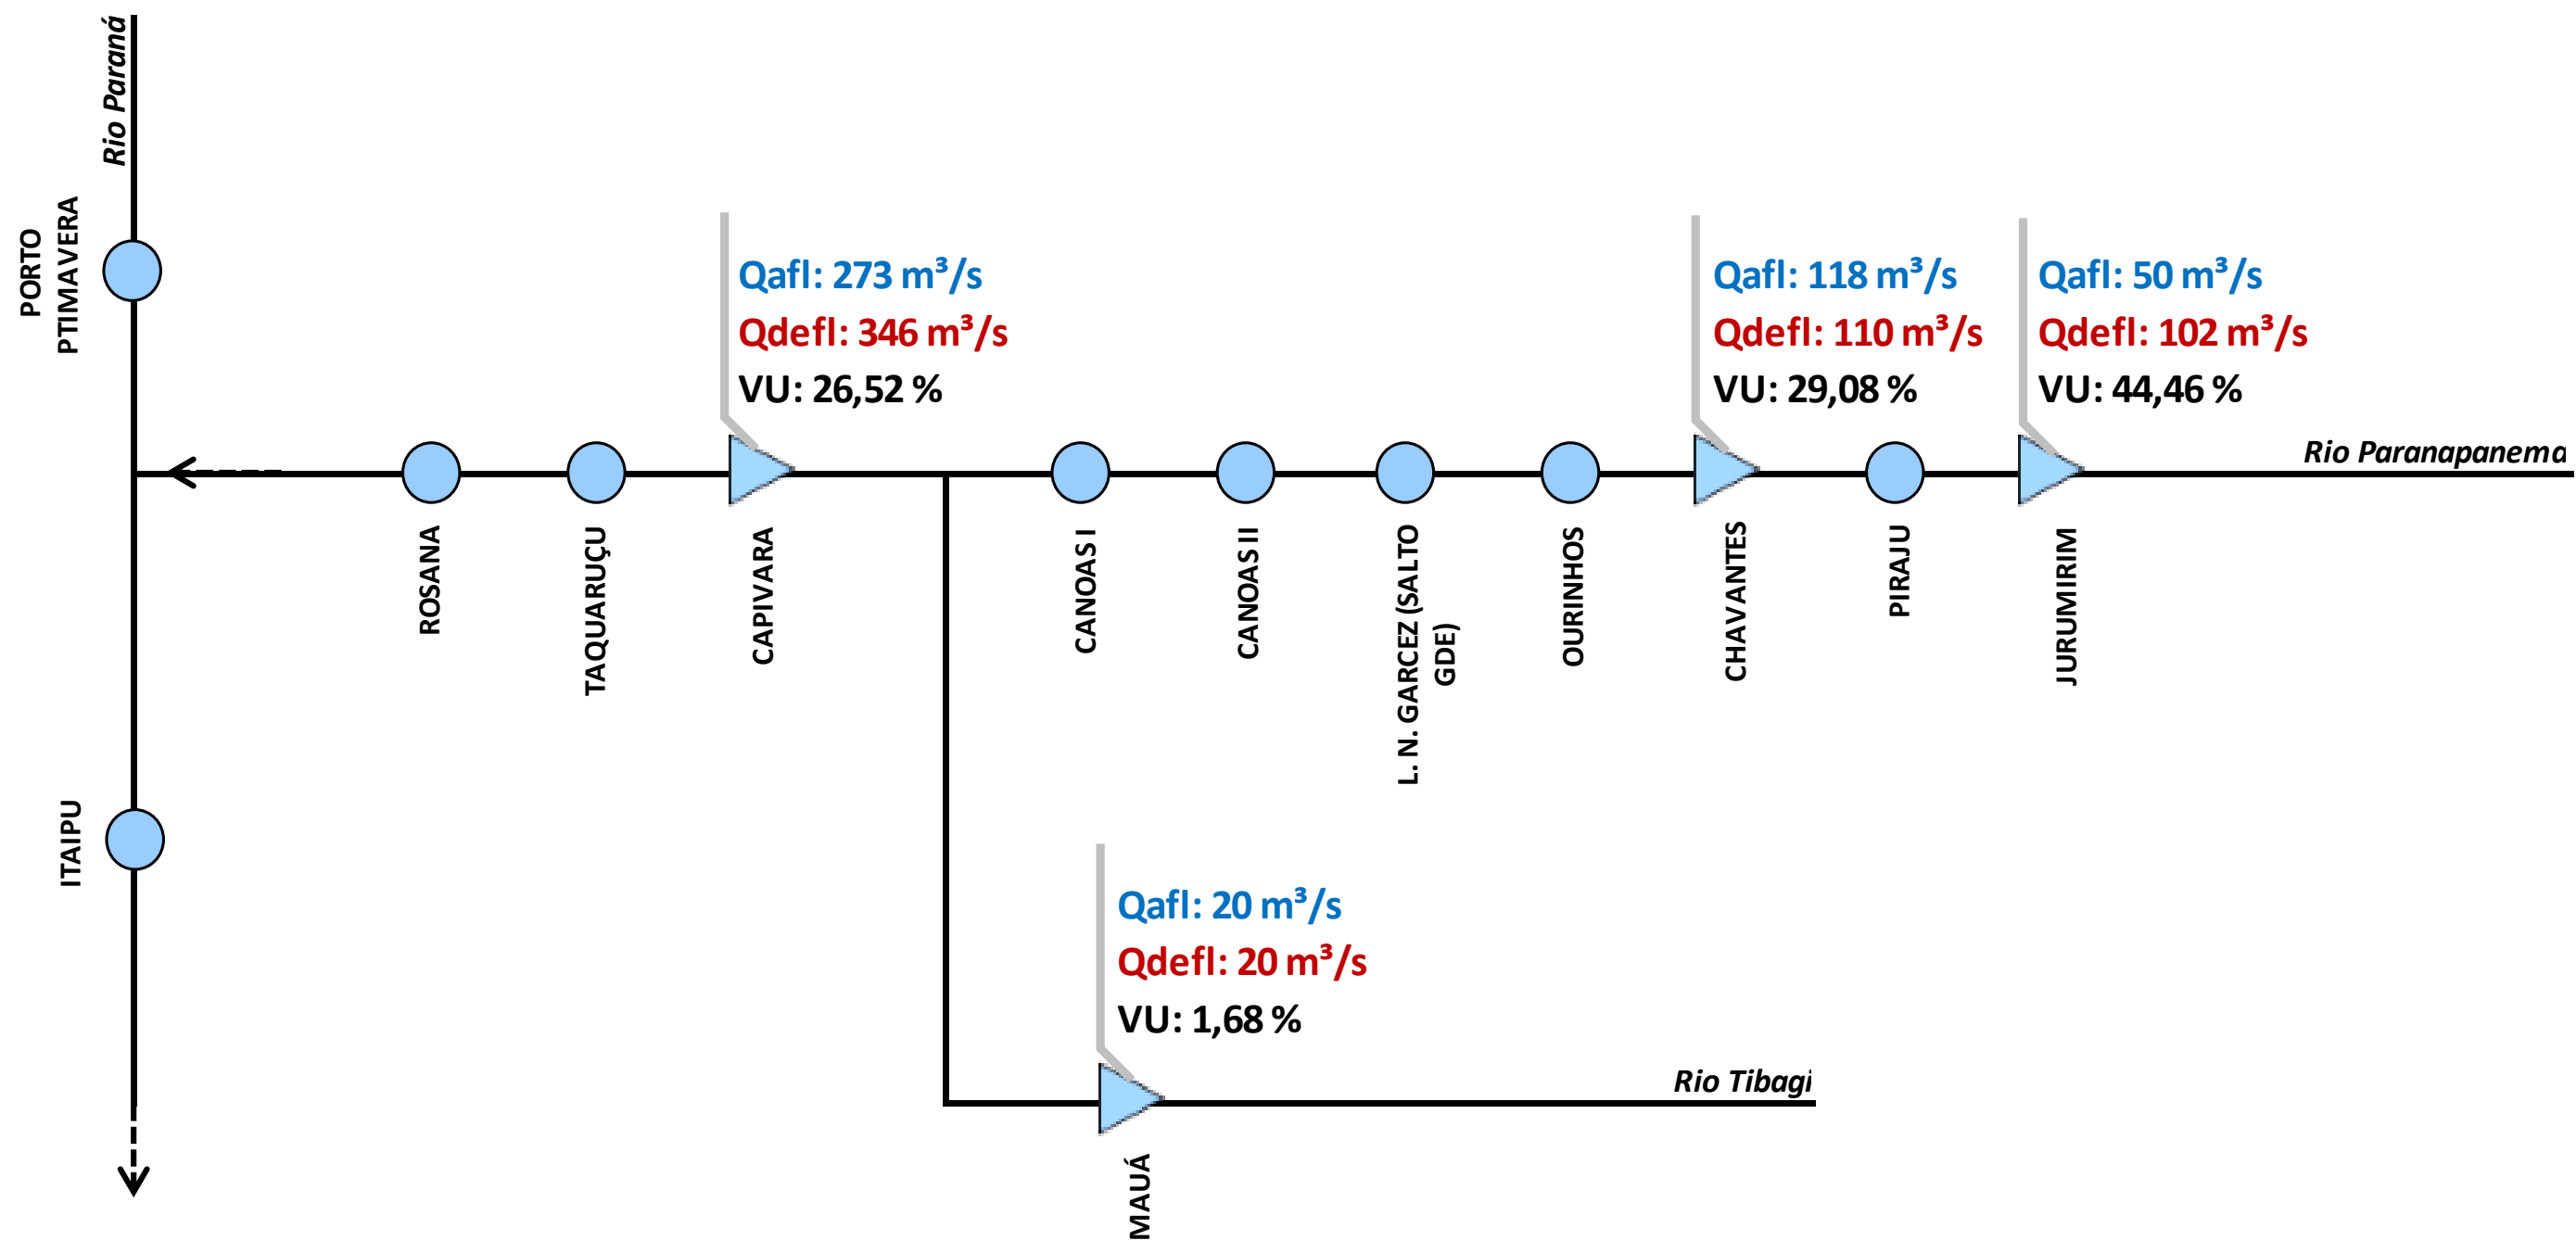 Rio Paraná
PORTO
PTIMAVERA
Qafl: 273 m³/s
Qdefl: 346 m³/s
VU: 26,52 %
Qafl: 118 m³/s
Qdefl: 110 m³/s
VU: 29,08 %
Qafl: 50 m³/s
Qdefl: 102 m³/s
VU: 44,46 %
Rio Paranapanema
ROSANA
TAQUARUÇU
CAPIVARA
CANOAS I
CANOAS II
L. N. GARCEZ (SALTO
GDE)
OURINHOS
CHAVANTES
PIRAJU
JURUMIRIM
ITAIPU
Qafl: 20 m³/s
Qdefl: 20 m³/s
VU: 1,68 %
Rio Tibagi
MAUÁ